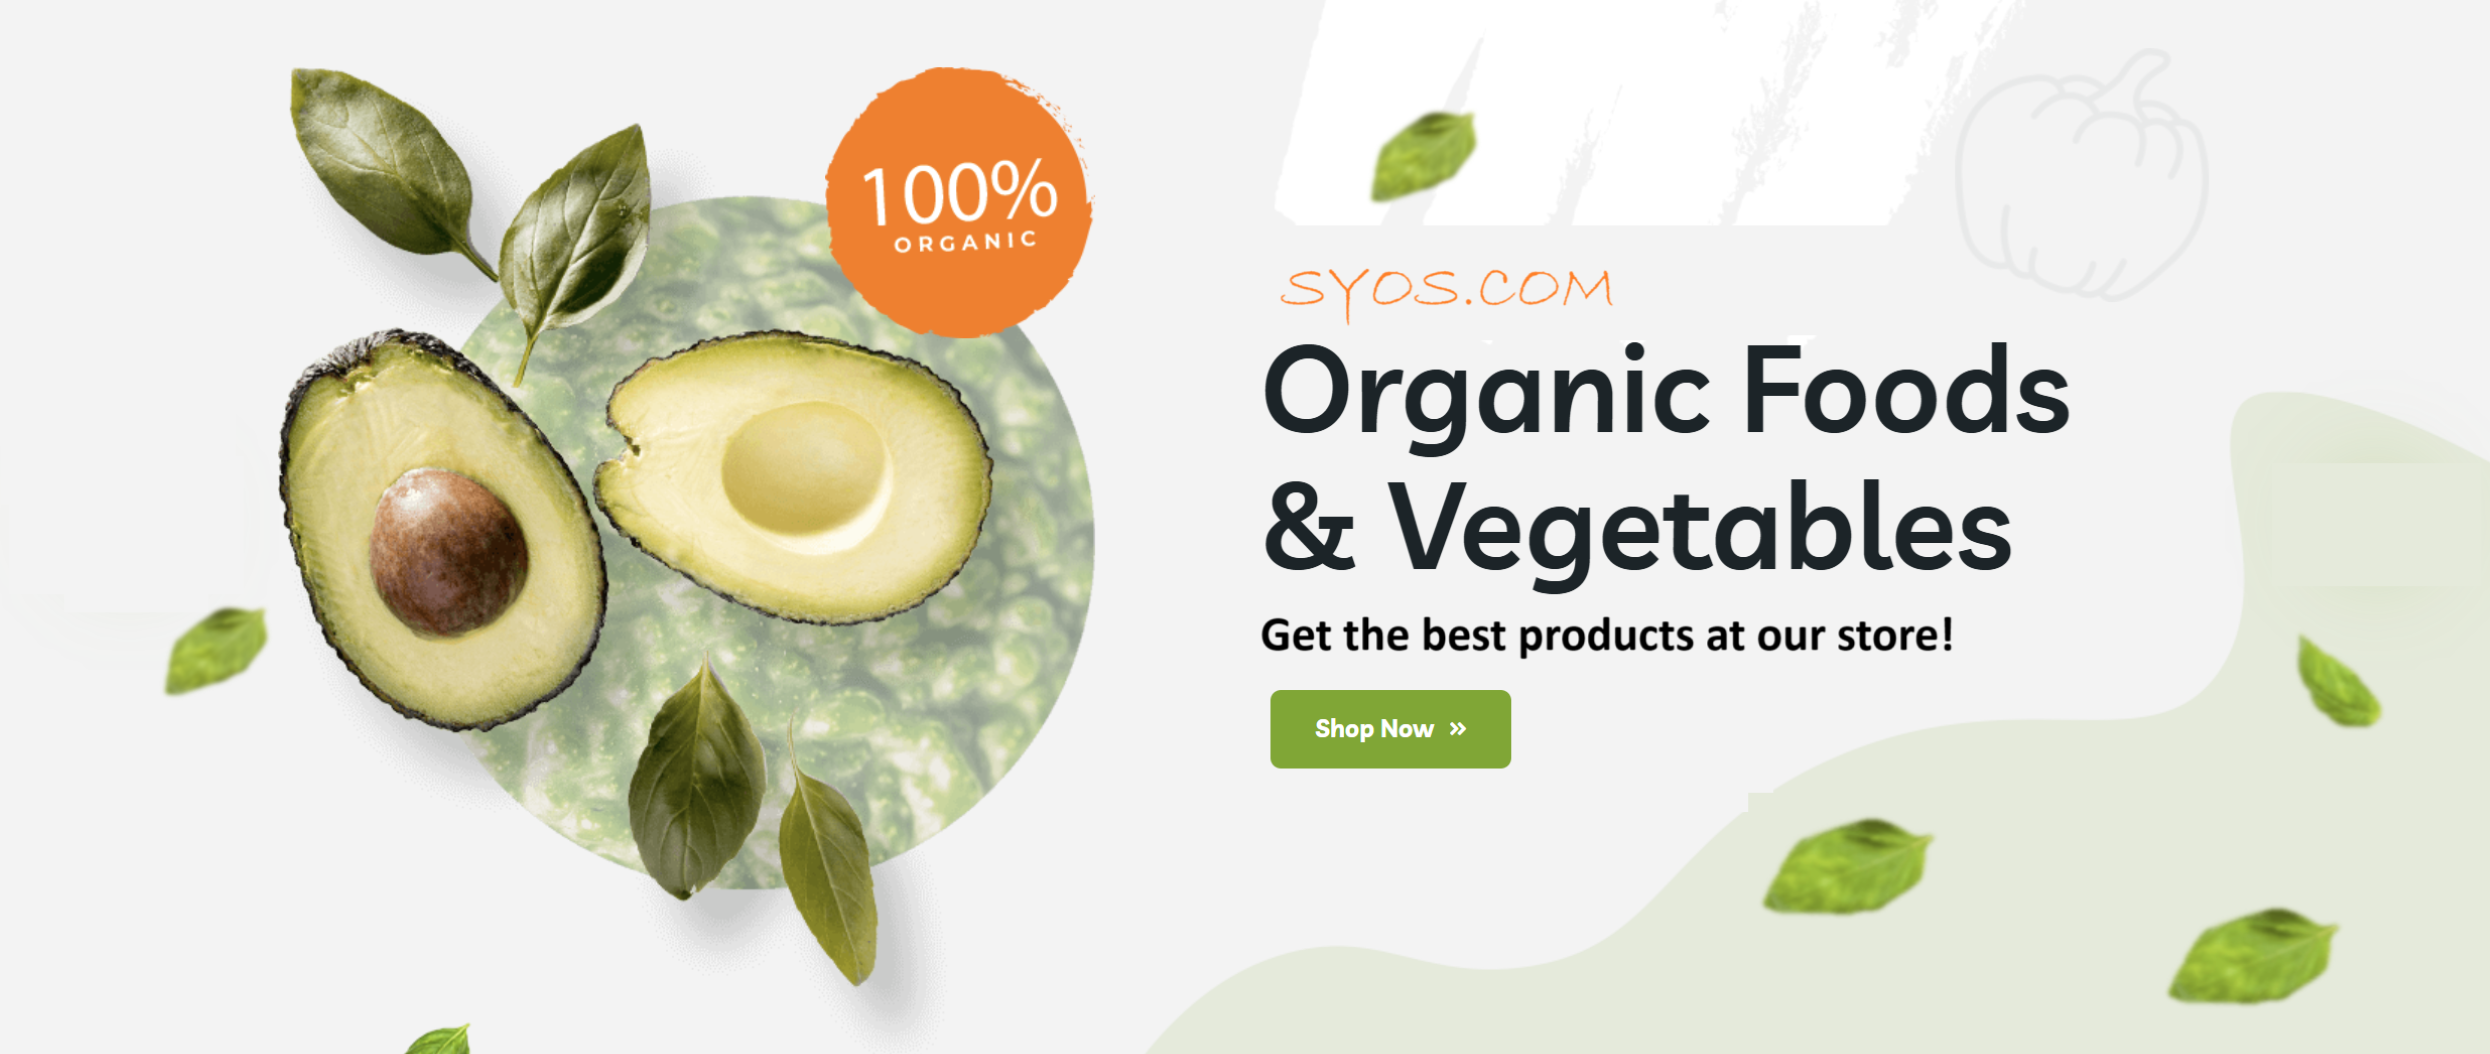 100%
ORGANIC
SYOS.COM
Organic Foods
& Vegetables
Get the best products at our store!
Shop Now »